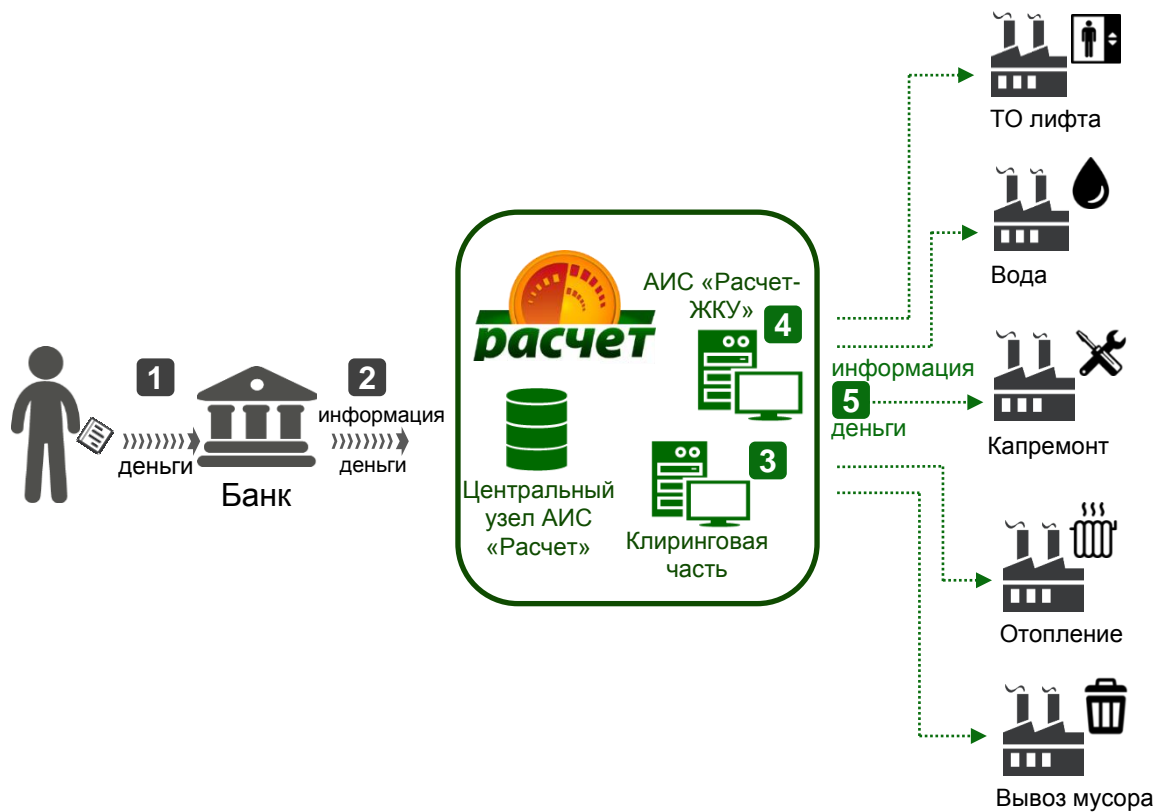 1
деньги
Банк
2
информация
деньги
расчет
Центральный
узел АИС
«Расчет»
АИС «Расчет-
ЖКУ»
4
3
Клиринговая
часть
информация
5
деньги
ТО лифта
Вода
Капремонт
Отопление
Вывоз мусора